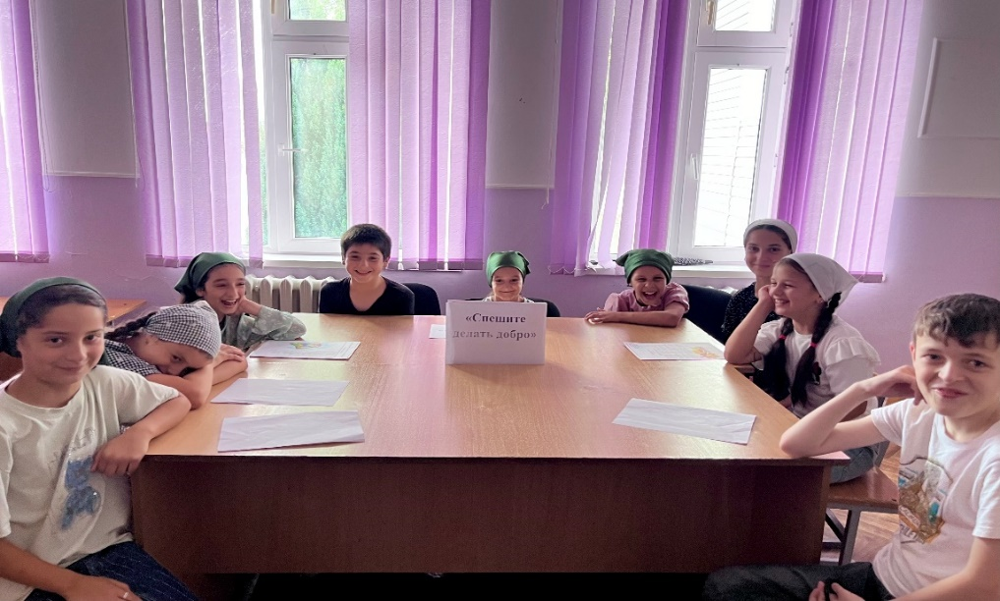 «Спешите
делать добро»